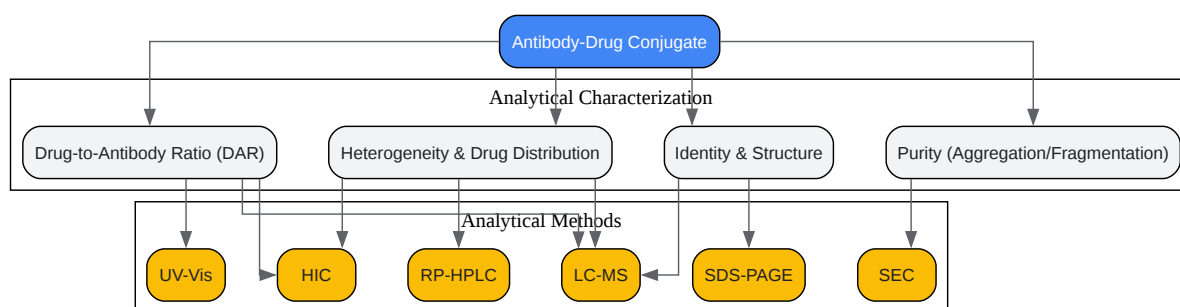 Antibody-Drug Conjugate
Analytical Characterization
Drug-to-Antibody Ratio (DAR)
Heterogeneity & Drug Distribution
Identity & Structure
Purity (Aggregation/Fragmentation)
Analytical Methods
UV-Vis
HIC
RP-HPLC
LC-MS
SDS-PAGE
SEC